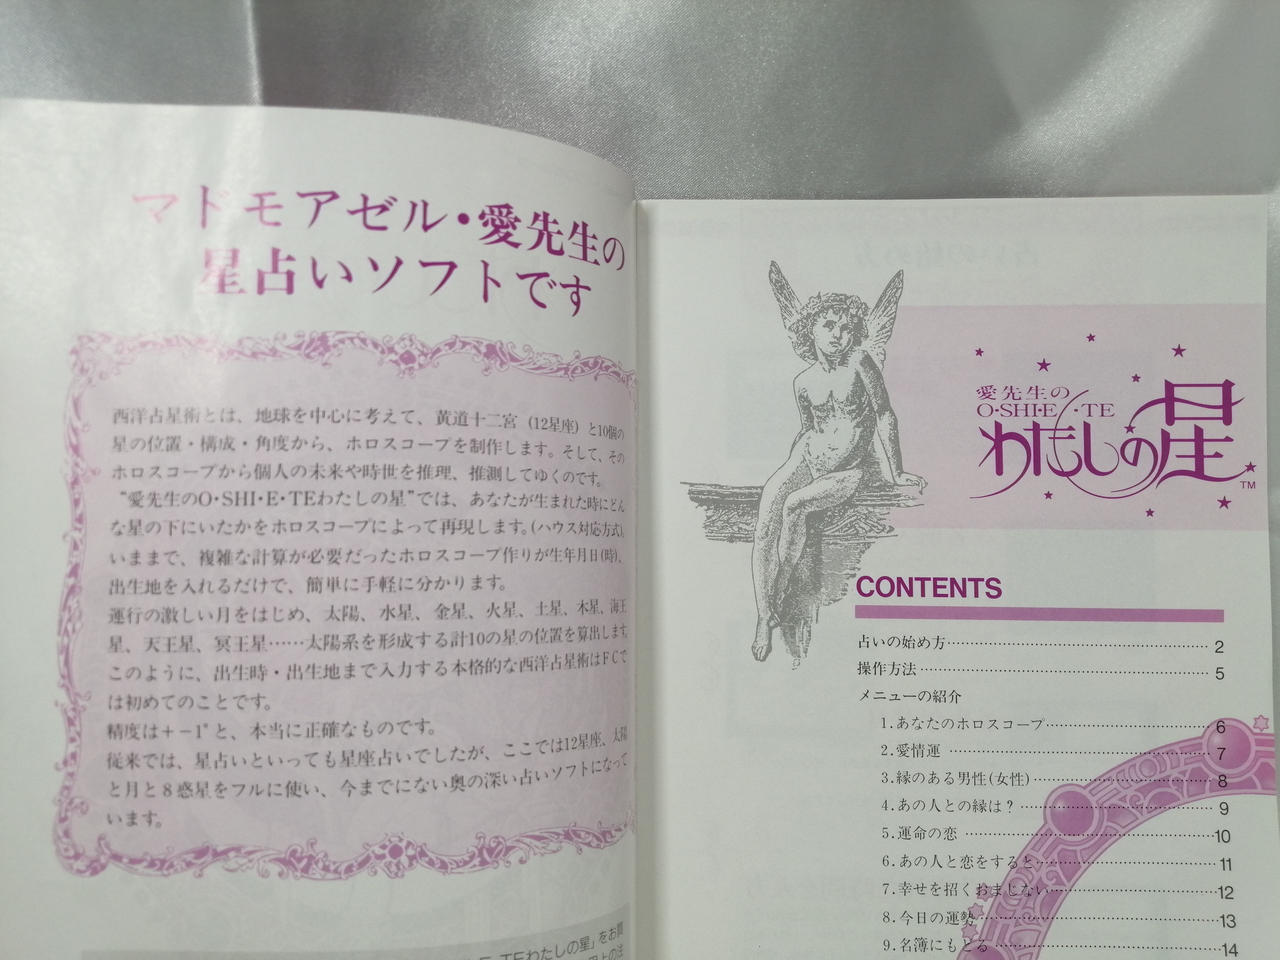 マドモアゼル・愛先生の
星占いソフトです
西洋占星術とは、地球を中心に考えて、黄道十二宮（12星座）と10個の
星の位置・構成・角度から、ホロスコープを制作します。そして、その
ホロスコープから個人の未来や時世を推理、推測してゆくのです。
“愛先生のO・SHI・E・TEわたしの星”では、あなたが生まれた時にどん
な星の下にいたかをホロスコープによって再現します。(ハウス対応方式)。
いままで、複雑な計算が必要だったホロスコープ作りが生年月日(時)、
出生地を入れるだけで、簡単に手軽に分かります。
運行の激しい月をはじめ、太陽、水星、金星、火星、土星、木星、海王
星、天王星、冥王星……太陽系を形成する計10の星の位置を算出します。
このように、出生時・出生地まで入力する本格的な西洋占星術はＦＣで
は初めてのことです。
精度は＋－1°と、本当に正確なものです。
従来では、星占いといっても星座占いでしたが、ここでは12星座、太陽
と月と８惑星をフルに使い、今までにない奥の深い占いソフトになって
います。
TEわたしの星」をお買
愛先生の
O・SHI・E・TE
わたしの星
TM
CONTENTS
占いの始め方 2
操作方法 5
メニューの紹介
1.あなたのホロスコープ 6
2.愛情運 7
3.縁のある男性(女性) 8
4.あの人との縁は？ 9
5.運命の恋 10
6.あの人と恋をすると 11
7.幸せを招くおまじない 12
8.今日の運勢 13
9.名簿にもどる 14